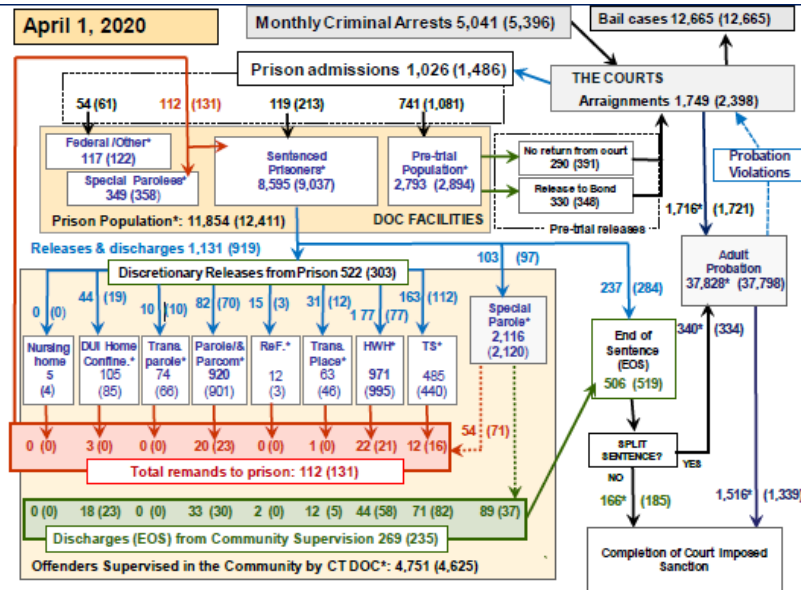 April 1, 2020
Monthly Criminal Arrests 5,041 (5,396)
Bail cases 12,665 (12,665)
Prison admissions 1,026 (1,486)
THE COURTS
Arraignments 1,749 (2,398)
54 (61)
112 (131)
119 (213)
741 (1,081)
Federal /Other*
117 (122)
Special Parolees*
349 (358)
Sentenced
Prisoners*
8,595 (9,037)
Pre-trial
Population*
2,793 (2,894)
No return from court
290 (391)
Release to Bond
330 (348)
Pre-trial releases
Probation
Violations
Prison Population*: 11,854 (12,411)
DOC FACILITIES
1,716* (1,721)
Releases & discharges 1,131 (919)
Discretionary Releases from Prison 522 (303)
103 (97)
237 (284)
Adult
Probation
37,828* (37,798)
0 (0)
44 (19)
10 (10)
82 (70)
15 (3)
31 (12)
1 77 (77)
163 (112)
Nursing
home
5
(4)
DUI Home
Confine.*
105
(85)
Trans.
parole*
74
(66)
Parole/&
Parcom*
920
(901)
ReF.*
12
(3)
Trans.
Place*
63
(46)
HWH*
971
(995)
TS*
485
(440)
Special
Parole*
2,116
(2,120)
End of
Sentence
(EOS)
506 (519)
340* (334)
0 (0)
3 (0)
0 (0)
20 (23)
0 (0)
1 (0)
22 (21)
12 (16)
54 (71)
Total remands to prison: 112 (131)
SPLIT
SENTENCE?
YES
NO
166* (185)
1,516* (1,339)
0 (0)
18 (23)
0 (0)
33 (30)
2 (0)
12 (5)
44 (58)
71 (82)
89 (37)
Discharges (EOS) from Community Supervision 269 (235)
Offenders Supervised in the Community by CT DOC*: 4,751 (4,625)
Completion of Court Imposed
Sanction